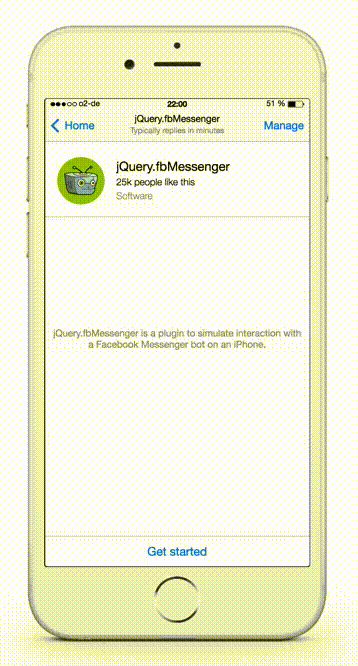 o2-de 22:00 51 %
Home jQuery.fbMessenger Manage
Typically replies in minutes
jQuery.fbMessenger
25k people like this
Software
jQuery.fbMessenger is a plugin to simulate interaction with
a Facebook Messenger bot on an iPhone.
Get started